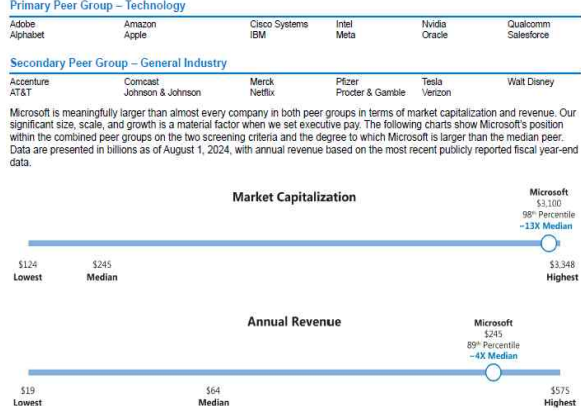 Primary Peer Group – Technology
Adobe Amazon Cisco Systems Intel Nvidia Qualcomm
Alphabet Apple IBM Meta Oracle Salesforce
Secondary Peer Group – General Industry
Accenture Comcast Merck Pfizer Tesla Walt Disney
AT&T Johnson & Johnson Netflix Procter & Gamble Verizon
Microsoft is meaningfully larger than almost every company in both peer groups in terms of market capitalization and revenue. Our
significant size, scale, and growth is a material factor when we set executive pay. The following charts show Microsoft's position
within the combined peer groups on the two screening criteria and the degree to which Microsoft is larger than the median peer.
Data are presented in billions as of August 1, 2024, with annual revenue based on the most recent publicly reported fiscal year-end
data.
Market Capitalization
Microsoft
$3,100
98th Percentile
~13X Median
$124 $245 $3,348
Lowest Median Highest
Annual Revenue
Microsoft
$245
89th Percentile
~4X Median
$19 $64 $575
Lowest Median Highest